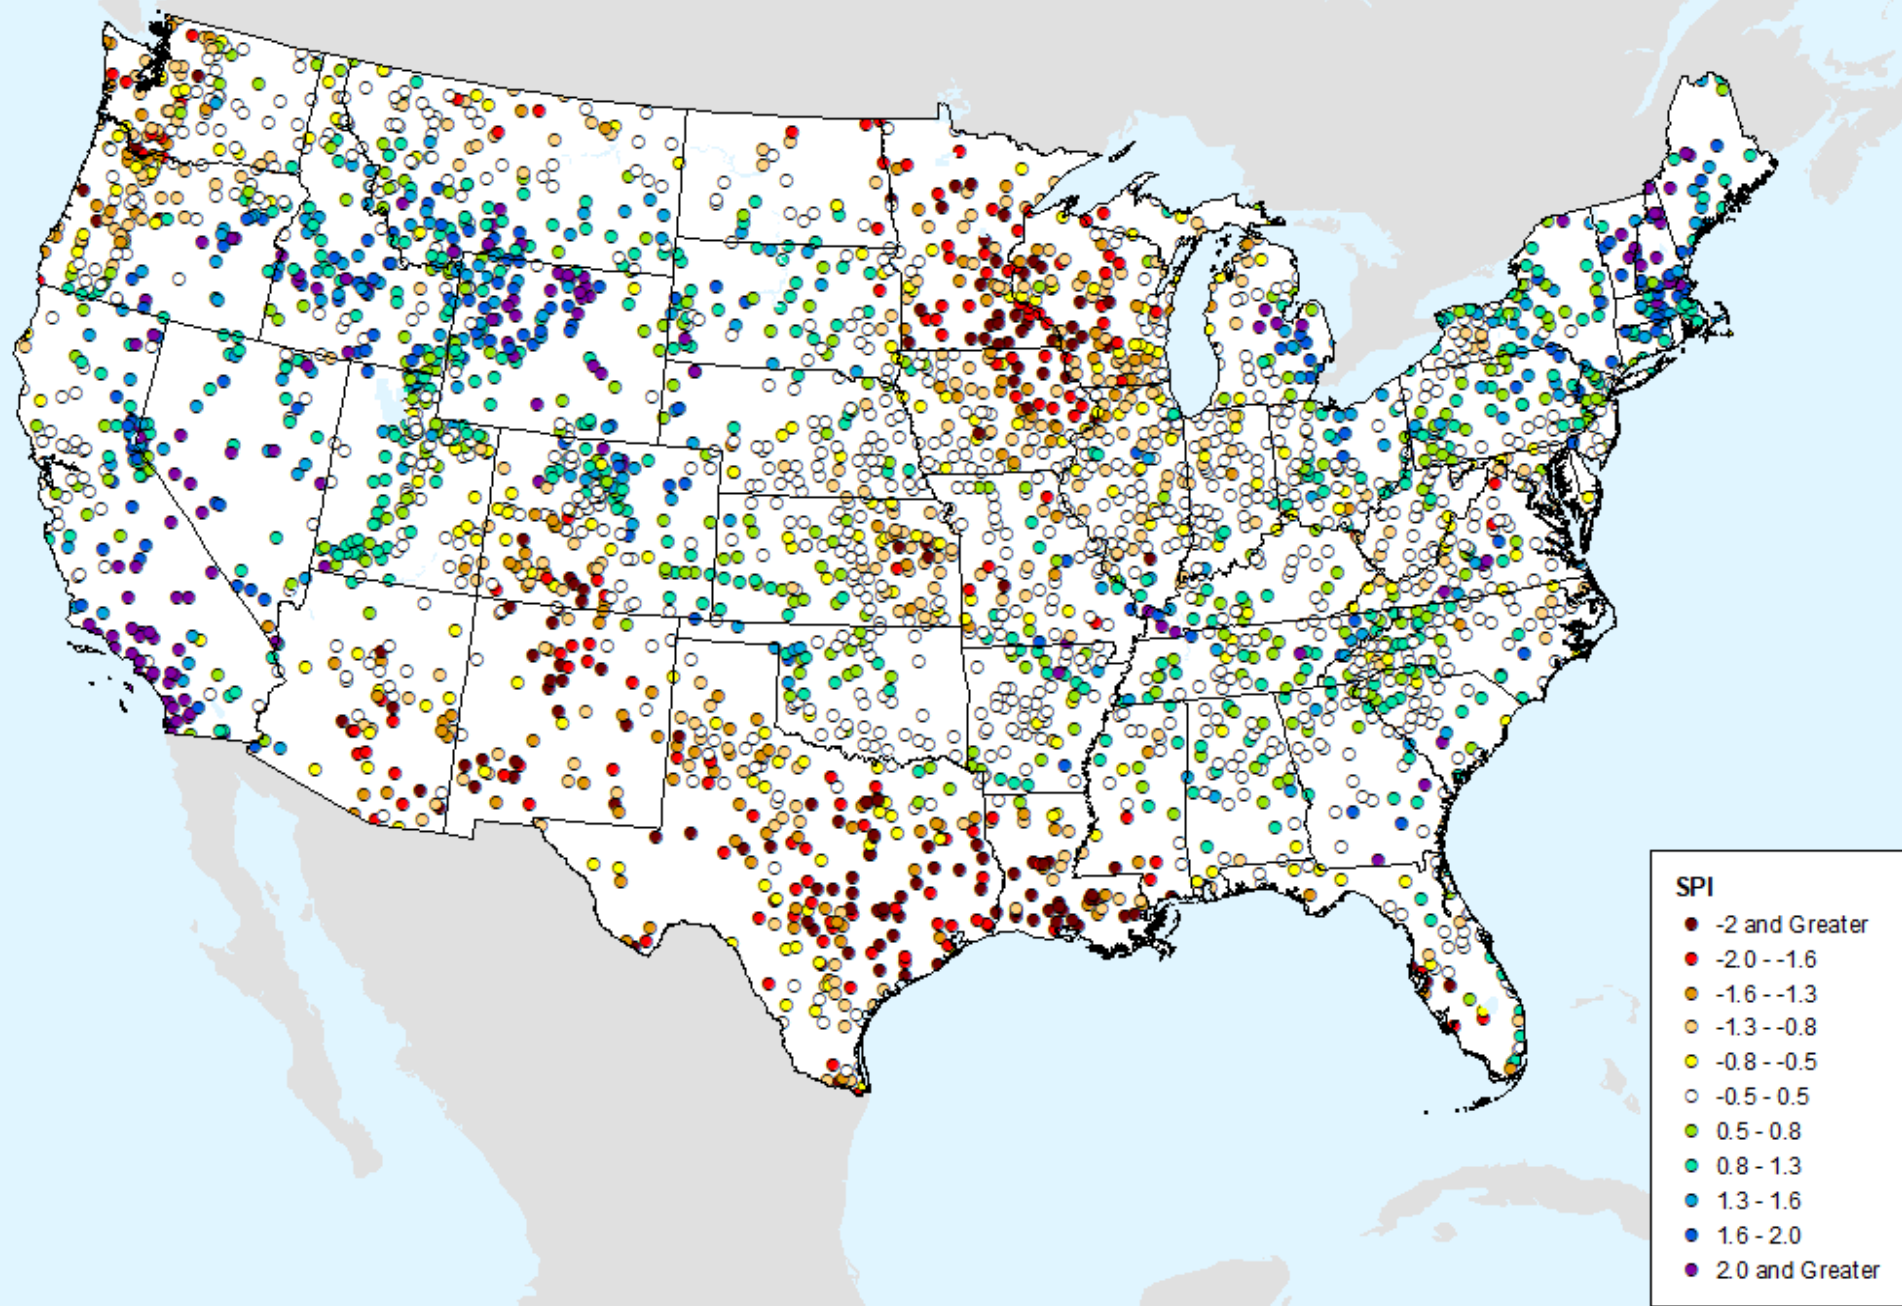 SPI
-2 and Greater
-2.0 - -1.6
-1.6 - -1.3
-1.3 - -0.8
-0.8 - -0.5
-0.5 - 0.5
0.5 - 0.8
0.8 - 1.3
1.3 - 1.6
1.6 - 2.0
2.0 and Greater